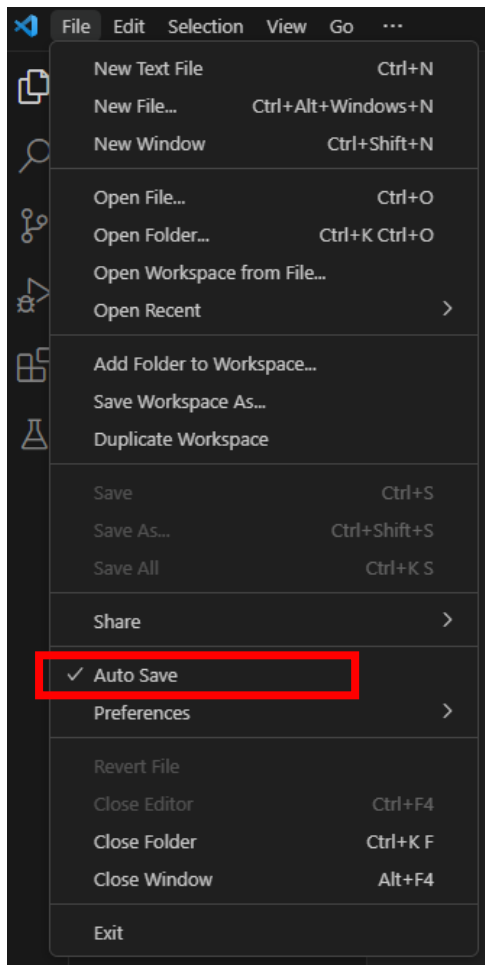 File Edit Selection View Go ...
New Text File Ctrl+N
New File... Ctrl+Alt+Windows+N
New Window Ctrl+Shift+N
Open File... Ctrl+O
Open Folder... Ctrl+K Ctrl+O
Open Workspace from File...
Open Recent
Add Folder to Workspace...
Save Workspace As...
Duplicate Workspace
Save Ctrl+S
Save As... Ctrl+Shift+S
Save All Ctrl+K S
Share
Auto Save
Preferences
Revert File
Close Editor Ctrl+F4
Close Folder Ctrl+K F
Close Window Alt+F4
Exit